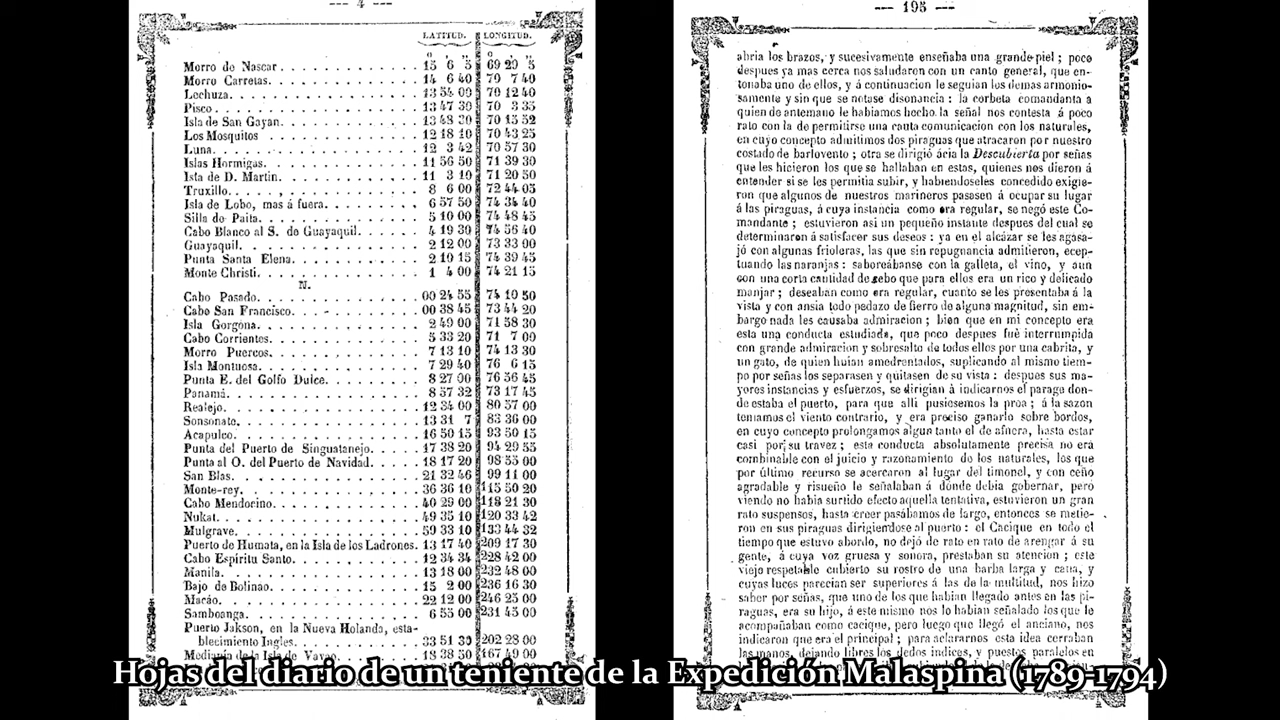 -- 4 --
LATITUD. LONGITUD.
o , ,, o , ,,
Morro de Nascar 15 6 5 69 29 5
Morro Carretas. 14 6 40 70 7 40
Lechuza. 13 54 00 70 12 40
Pisco. 13 47 30 70 3 35
Isla de San Gayan. 13 48 30 70 15 52
Los Mosquitos 12 18 10 70 43 25
Luna. 12 3 42 70 57 30
Islas Hormigas. 11 56 50 71 39 30
Isla de D. Martin. 11 3 10 71 20 50
Truxillo. 8 6 00 72 44 05
Isla de Lobo, mas á fuera. 6 57 50 74 34 40
Silla de Paita. 5 10 00 74 48 45
Cabo Blanco al S. de Guayaquil. 4 19 30 74 56 40
Guayaquil. 2 12 00 73 33 00
Punta Santa Elena. 2 10 15 74 39 45
Monte Christi. 1 4 00 74 21 15
N.
Cabo Pasado. 00 24 55 74 10 50
Cabo San Francisco. 00 38 45 73 44 20
Isla Gorgona. 2 49 00 71 58 30
Cabo Corrientes. 5 33 20 71 7 00
Morro Puercos. 7 13 10 74 13 30
Isla Montuosa. 7 29 40 76 6 15
Punta E. del Golfo Dulce. 8 27 00 76 56 45
Panamá. 8 57 32 73 17 45
Realejo. 12 34 00 80 57 00
Sonsonate. 13 31 7 83 36 00
Acapulco. 16 50 15 93 50 15
Punta del Puerto de Singuatanejo. 17 38 20 94 29 55
Punta al O. del Puerto de Navidad. 18 17 20 98 55 00
San Blas. 21 32 46 99 11 00
Monte-rey. 36 36 10 115 50 20
Cabo Mendorino. 40 29 00 118 21 30
Nukat. 49 35 10 120 33 42
Mulgrave. 59 33 10 133 44 32
Puerto de Humata, en la Isla de los Ladrones. 13 17 40 209 17 30
Cabo Espíritu Santo. 12 34 34 228 42 00
Manila. 13 18 00 232 48 00
Bajo de Bolinao. 15 2 00 236 16 30
Macáo. 22 12 00 246 25 00
Samboanga. 6 55 00 231 45 00
Puerto Jakson, en la Nueva Holanda, esta-
blecimiento Ingles. 33 51 30 202 28 00
Medianía de la Isla de Vavao 18 38 50 167 49 00
-- 195 --
abria los brazos, y sucesivamente enseñaba una grande piel ; poco
despues ya mas cerca nos saludaron con un canto general, que en-
tonaba uno de ellos, y á continuacion le seguian los demas armonio-
samente y sin que se notase disonancia : la corbeta comandanta a
quien de antemano le habiamos hecho la señal nos contesta á poco
rato con la de permitirse una cauta comunicacion con los naturales,
en cuyo concepto admitimos dos piraguas que atracaron por nuestro
costado de barlovento ; otra se dirigió ácia la Descubierta por señas
que les hicieron los que se hallaban en estas, quienes nos dieron á
entender si se les permitia subir, y habiendoseles concedido exigie-
ron que algunos de nuestros marineros pasasen á ocupar su lugar
á las piraguas, á cuya instancia como era regular, se negó este Co-
mandante ; estuvieron asi un pequeño instante despues del cual se
determinaron á satisfacer sus deseos : ya en el alcázar se les agasa-
jó con algunas frioleras, las que sin repugnancia admitieron, ecep-
tuando las naranjas : saboreábanse con la galleta, el vino, y aun
con una corta cantidad de sebo que para ellos era un rico y delicado
manjar ; deseaban como era regular, cuanto se les presentaba á la
vista y con ansia todo pedazo de fierro de alguna magnitud, sin em-
bargo nada les causaba admiracion ; bien que en mi concepto era
esta una conducta estudiada, que poco despues fuè interrumpida
con grande admiracion y sobresalto de todos ellos por una cabrita, y
un gato, de quien huian amedrentados, suplicando al mismo tiem-
po por señas los separasen y quitasen de su vista : despues sus ma-
yores instancias y esfuerzos, se dirigian á indicarnos el parage don-
de estaba el puerto, para que alli pusiesemos la proa ; á la sazon
teniamos el viento contrario, y era preciso ganarlo sobre bordos,
en cuyo concepto prolongamos algun tanto el de afuera, hasta estar
casi por su travez ; esta conducta absolutamente precisa no era
combinable con el juicio y razonamiento de los naturales, los que
por último recurso se acercaron al lugar del timonel, y con ceño
agradable y risueño le señalaban á dónde debia gobernar, pero
viendo no habia surtido efecto aquella tentativa, estuvieron un gran
rato suspensos, hasta creer pasábamos de largo, entonces se metie-
ron en sus piraguas dirigiendose al puerto : el Cacique en todo el
tiempo que estuvo abordo, no dejó de rato en rato de arengar á su
gente, á cuya voz gruesa y sonora, prestaban su atencion ; este
viejo respetable cubierto su rostro de una barba larga y cana, y
cuyas luces parecian ser superiores á las de la multitud, nos hizo
saber por señas, que uno de los que habian llegado antes en las pi-
raguas, era su hijo, á este mismo nos lo habian señalado los que le
acompañaban como cacique, pero luego que llegó el anciano, nos
indicaron que era el principal ; para aclararnos esta idea cerraban
las manos, dejando libres los dedos indices, y puestos paralelos en
Hojas del diario de un teniente de la Expedición Malaspina (1789-1794)